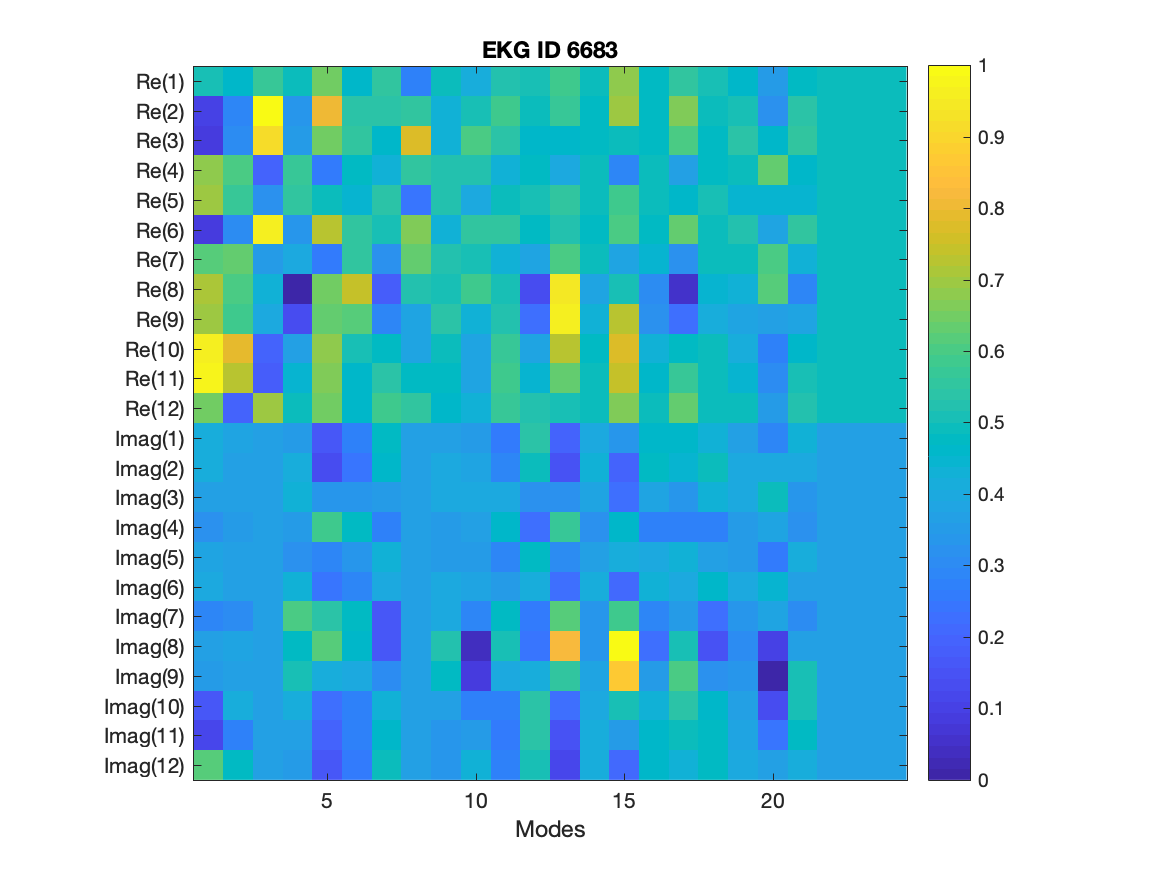 EKG ID 6683
Re(1)
Re(2)
Re(3)
Re(4)
Re(5)
Re(6)
Re(7)
Re(8)
Re(9)
Re(10)
Re(11)
Re(12)
Imag(1)
Imag(2)
Imag(3)
Imag(4)
Imag(5)
Imag(6)
Imag(7)
Imag(8)
Imag(9)
Imag(10)
Imag(11)
Imag(12)
5 10 15 20
Modes
1
0.9
0.8
0.7
0.6
0.5
0.4
0.3
0.2
0.1
0